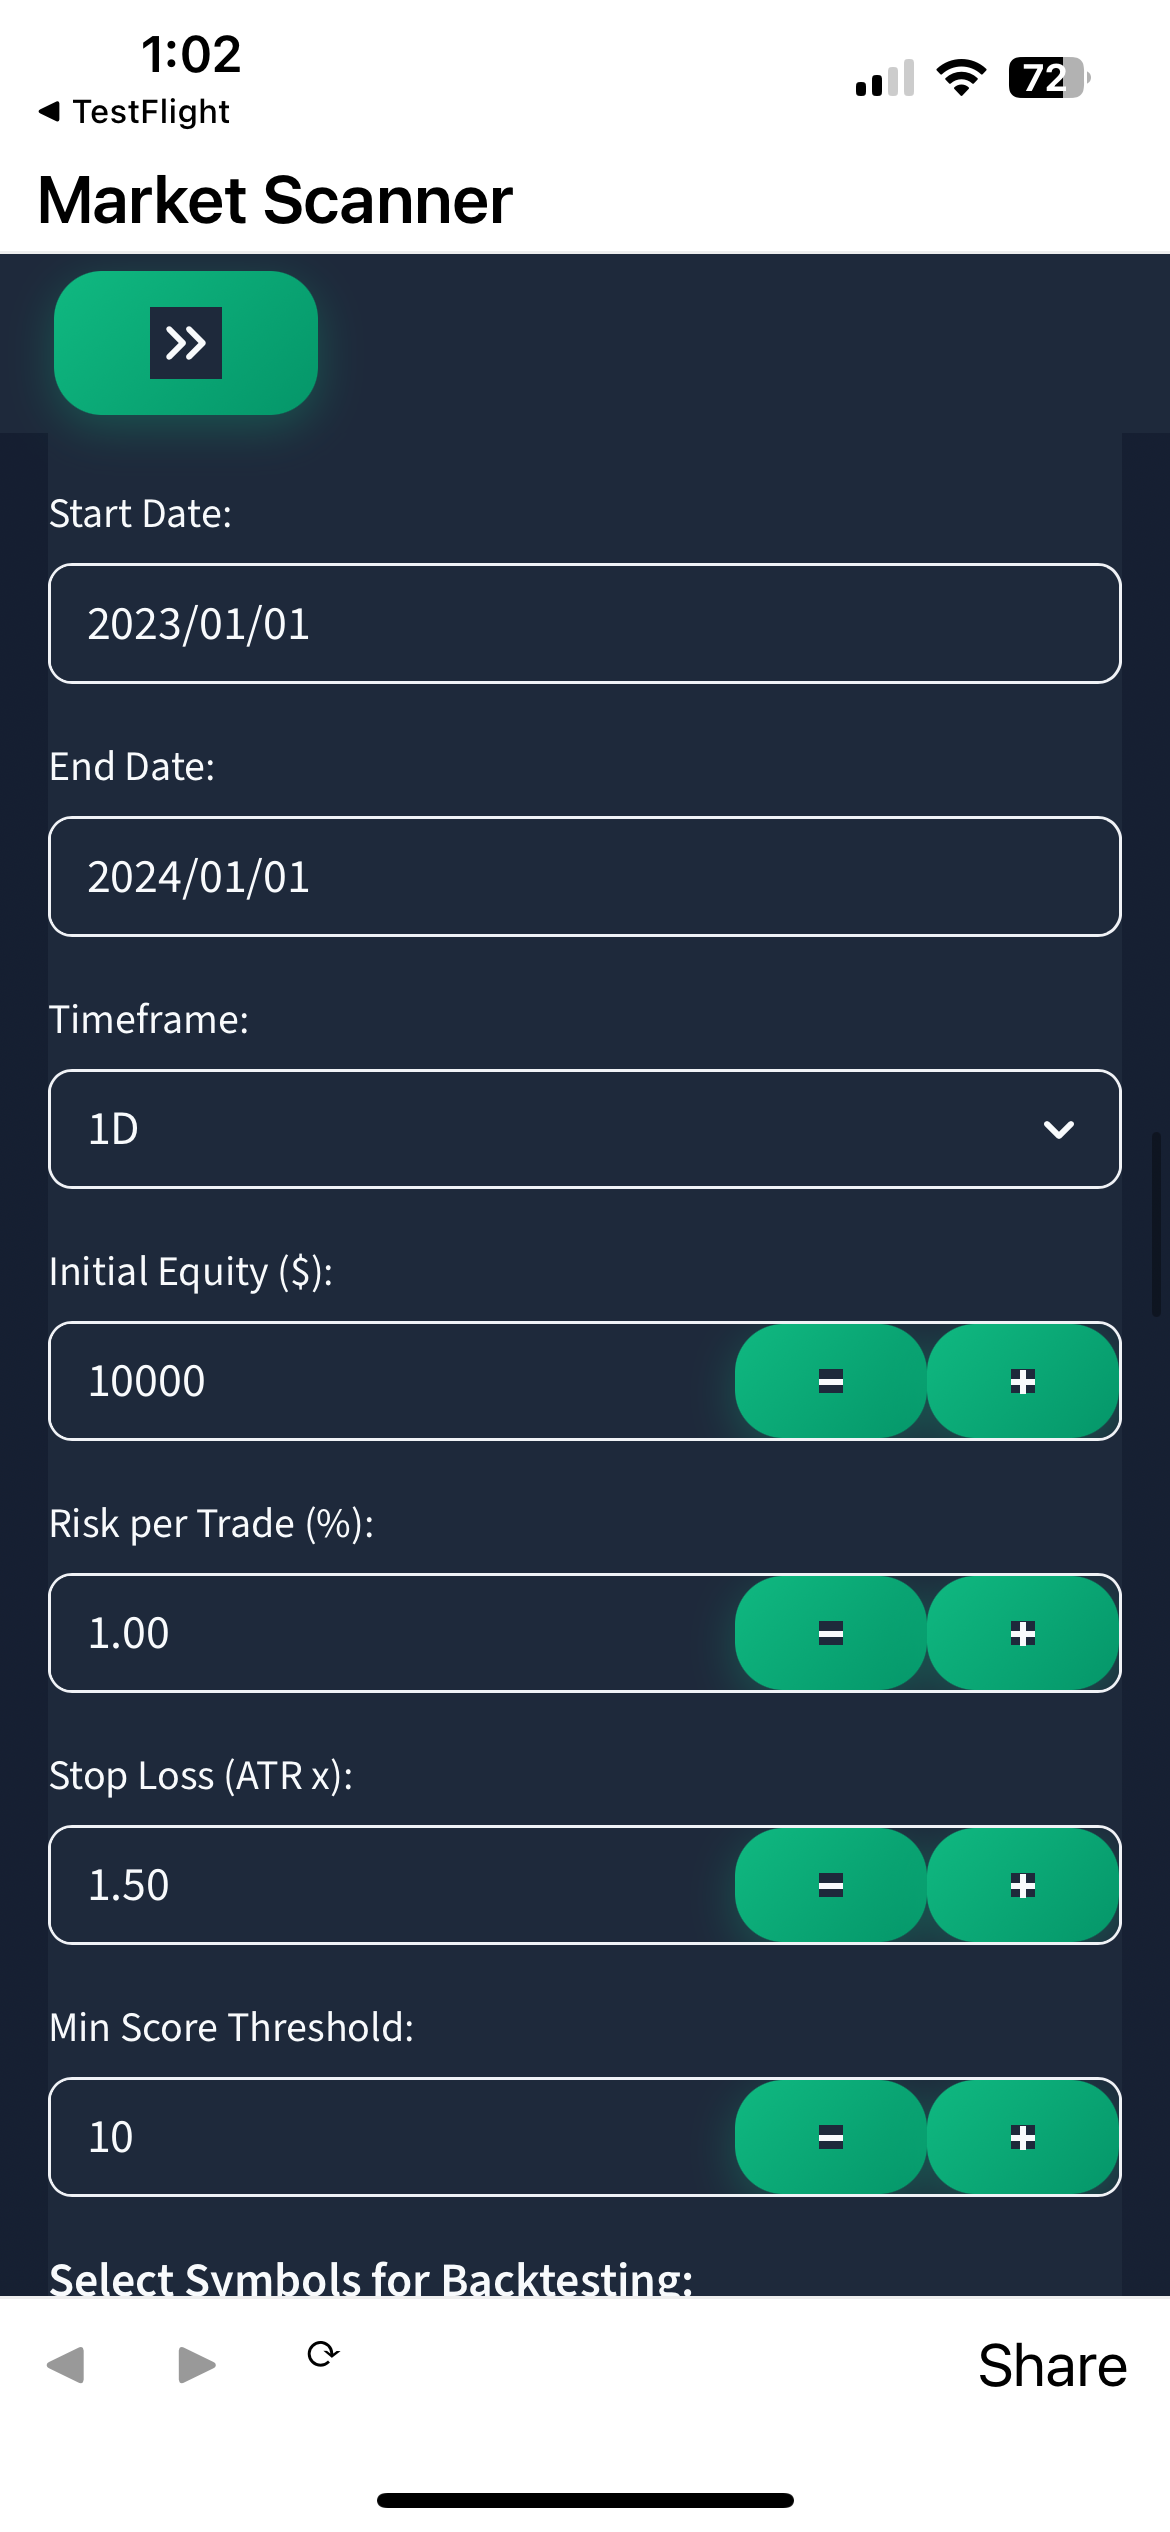 1:02
72
◀ TestFlight
Market Scanner
Start Date:
2023/01/01
End Date:
2024/01/01
Timeframe:
1D
Initial Equity ($):
10000
Risk per Trade (%):
1.00
Stop Loss (ATR x):
1.50
Min Score Threshold:
10
Select Symbols for Backtesting:
Share